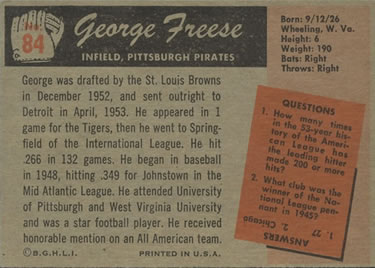 No.
84
George Freese
INFIELD, PITTSBURGH PIRATES
Born: 9/12/26
Wheeling, W. Va.
Height: 6
Weight: 190
Bats: Right
Throws: Right
George was drafted by the St. Louis Browns
in December 1952, and sent outright to
Detroit in April, 1953. He appeared in 1
game for the Tigers, then he went to Spring-
field of the International League. He hit
.266 in 132 games. He began in baseball
in 1948, hitting .349 for Johnstown in the
Mid Atlantic League. He attended University
of Pittsburgh and West Virginia University
and was a star football player. He received
honorable mention on an All American team.
©B.G.H.L.I.
PRINTED IN U.S.A.
QUESTIONS
1. How many times
in the 53-year his-
tory of the Ameri-
can League has
the leading hitter
made 200 or more
hits?
2. What club was the
winner of the Na-
tional League pen-
nant in 1945?
ANSWERS
1. 27 2. Chicago